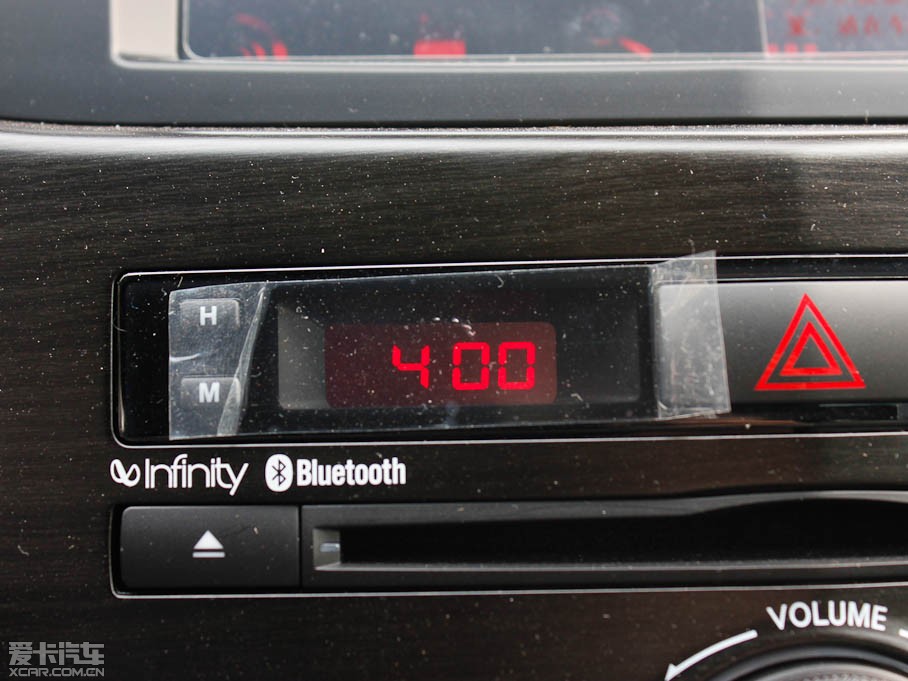 H
4 00
M
Infinity Bluetooth
VOLUME
爱卡汽车
XCAR.COM.CN